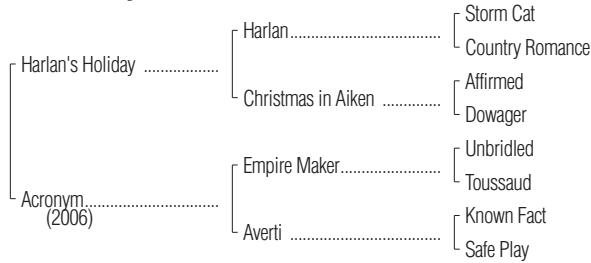 Storm Cat
Harlan
Country Romance
Harlan's Holiday
Affirmed
Christmas in Aiken
Dowager
Unbridled
Empire Maker
Toussaud
Acronym
(2006)
Known Fact
Averti
Safe Play